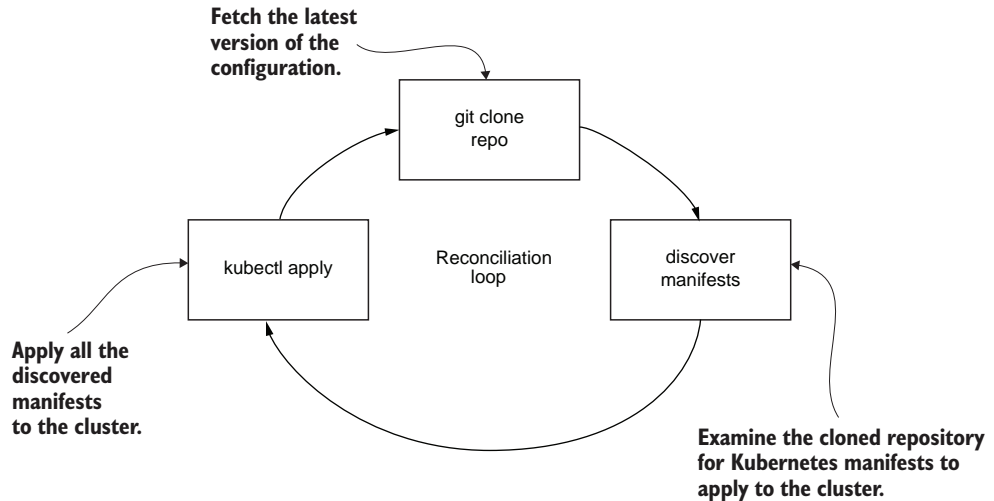 Fetch the latest
version of the
configuration.
git clone
repo
kubectl apply
Reconciliation
loop
discover
manifests
Apply all the
discovered
manifests
to the cluster.
Examine the cloned repository
for Kubernetes manifests to
apply to the cluster.